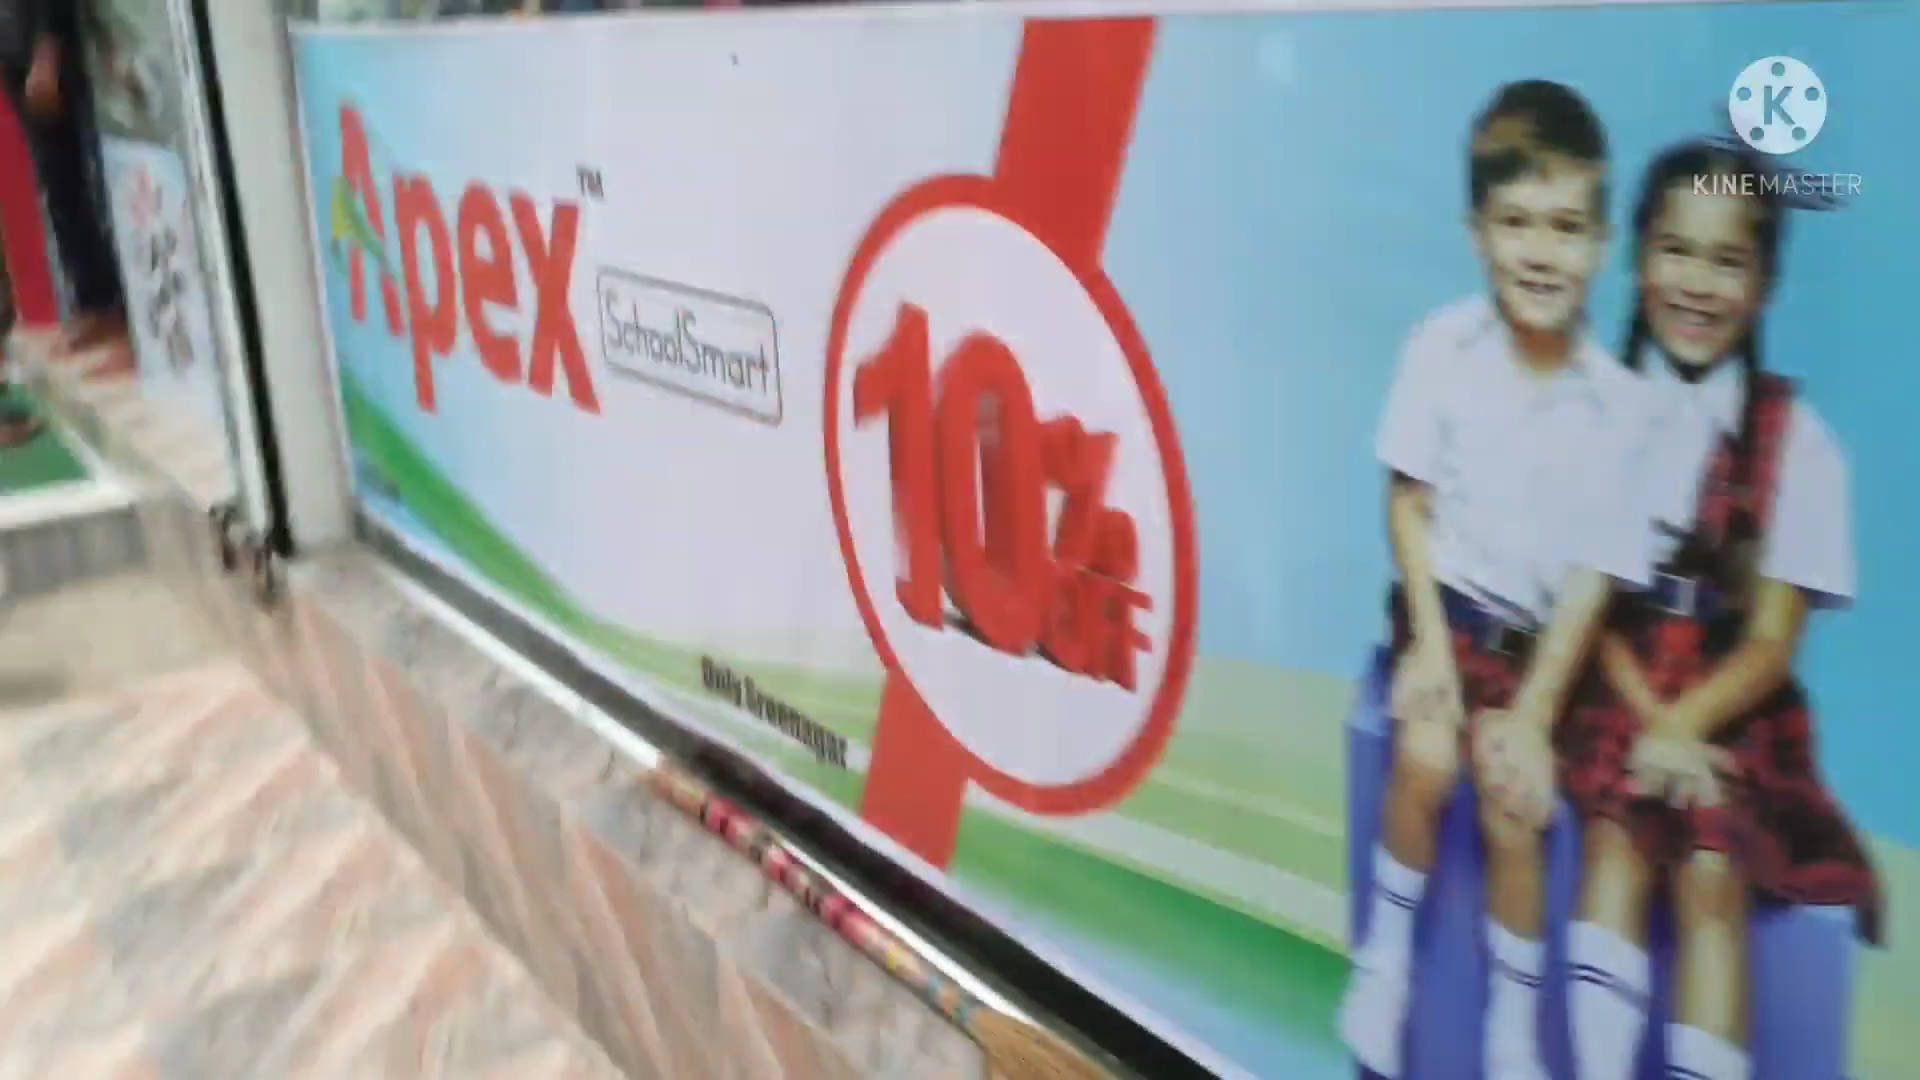 Apex™
SchoolSmart
10% OFF
Only Greenagar
K
KINEMASTER